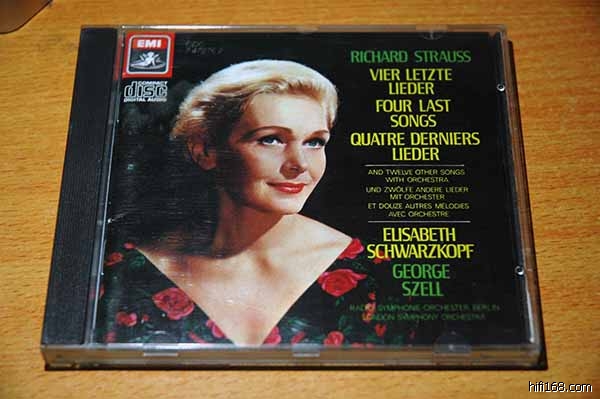 EMI
COMPACT
disc
DIGITAL AUDIO
RICHARD STRAUSS
VIER LETZTE
LIEDER
FOUR LAST
SONGS
QUATRE DERNIERS
LIEDER
AND TWELVE OTHER SONGS
WITH ORCHESTRA
UND ZWÖLFE ANDERE LIEDER
MIT ORCHESTER
ET DOUZE AUTRES MELODIES
AVEC ORCHESTRE
ELISABETH
SCHWARZKOPF
GEORGE
SZELL
RADIO-SYMPHONIE-ORCHESTER BERLIN
LONDON SYMPHONY ORCHESTRA
hifi168.com